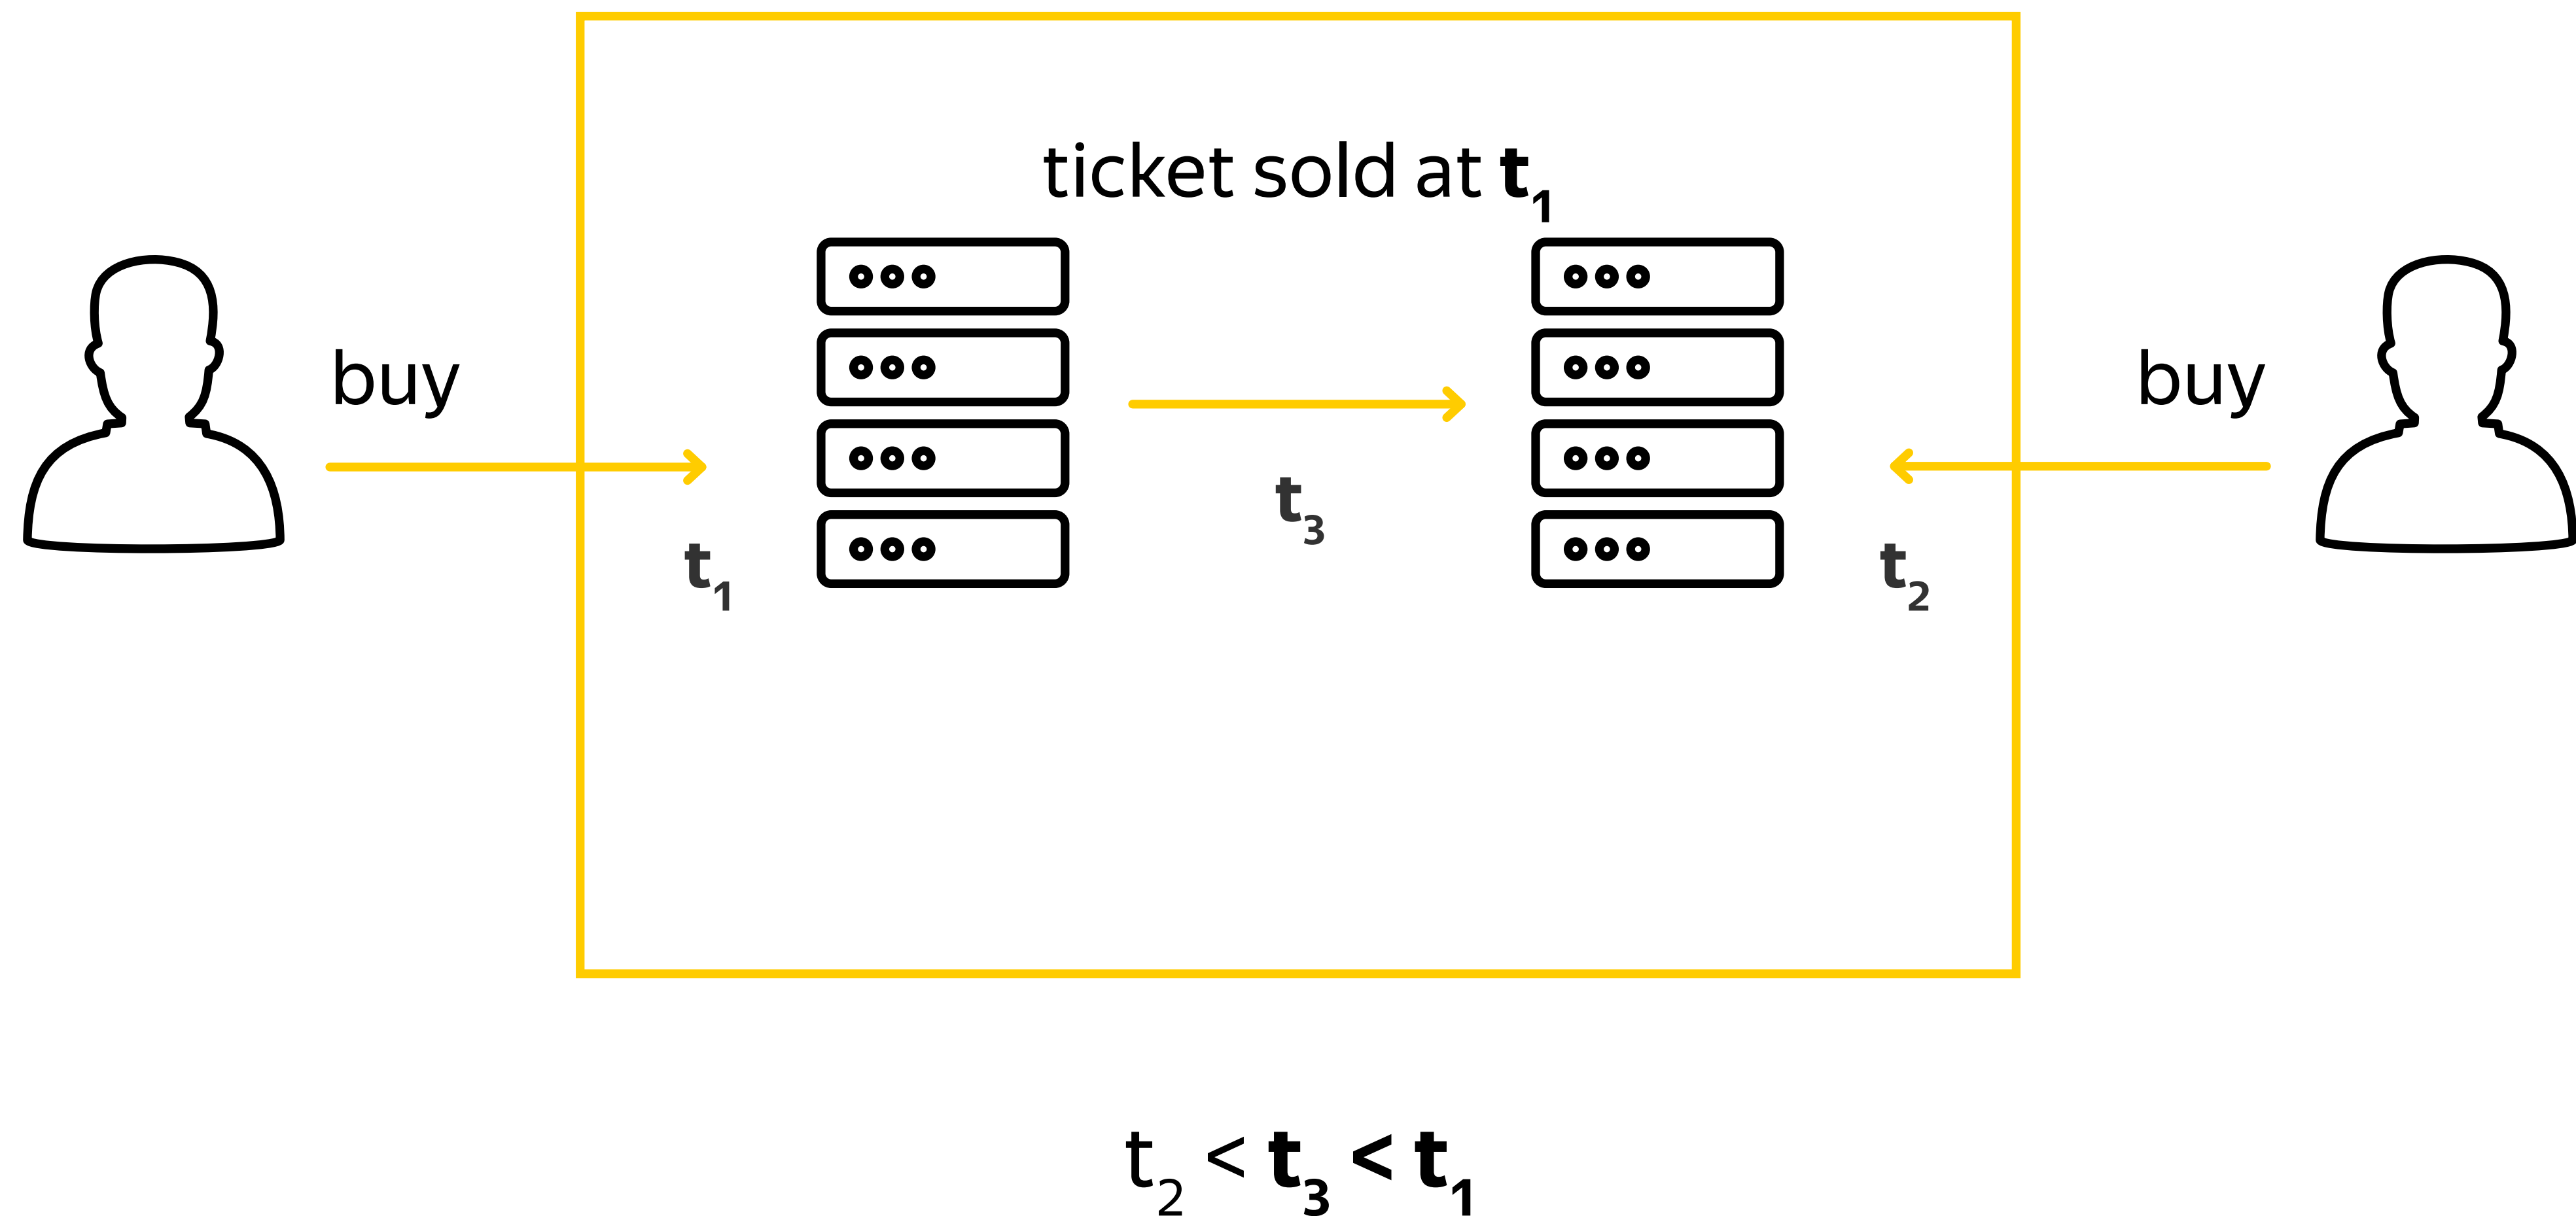 ticket sold at t₁
buy
buy
t₃
t₁
t₂
t₂ < t₃ < t₁